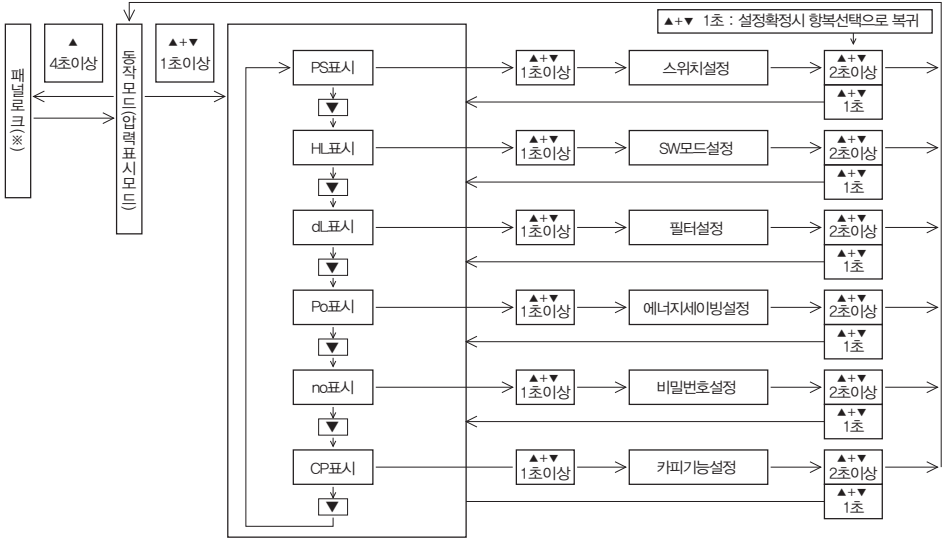 ▲+▼ 1초 : 설정확정시 항복선택으로 복귀
패널로크(※)
▲
4초이상
동작모드(압력표시모드)
▲+▼
1초이상
PS표시
▲+▼
1초이상
스위치설정
▲+▼
2초이상
▲+▼
1초
▼
HL표시
▲+▼
1초이상
SW모드설정
▲+▼
2초이상
▲+▼
1초
▼
dL표시
▲+▼
1초이상
필터설정
▲+▼
2초이상
▲+▼
1초
▼
Po표시
▲+▼
1초이상
에너지세이빙설정
▲+▼
2초이상
▲+▼
1초
▼
no표시
▲+▼
1초이상
비밀번호설정
▲+▼
2초이상
▲+▼
1초
▼
CP표시
▲+▼
1초이상
카피기능설정
▲+▼
2초이상
▲+▼
1초
▼